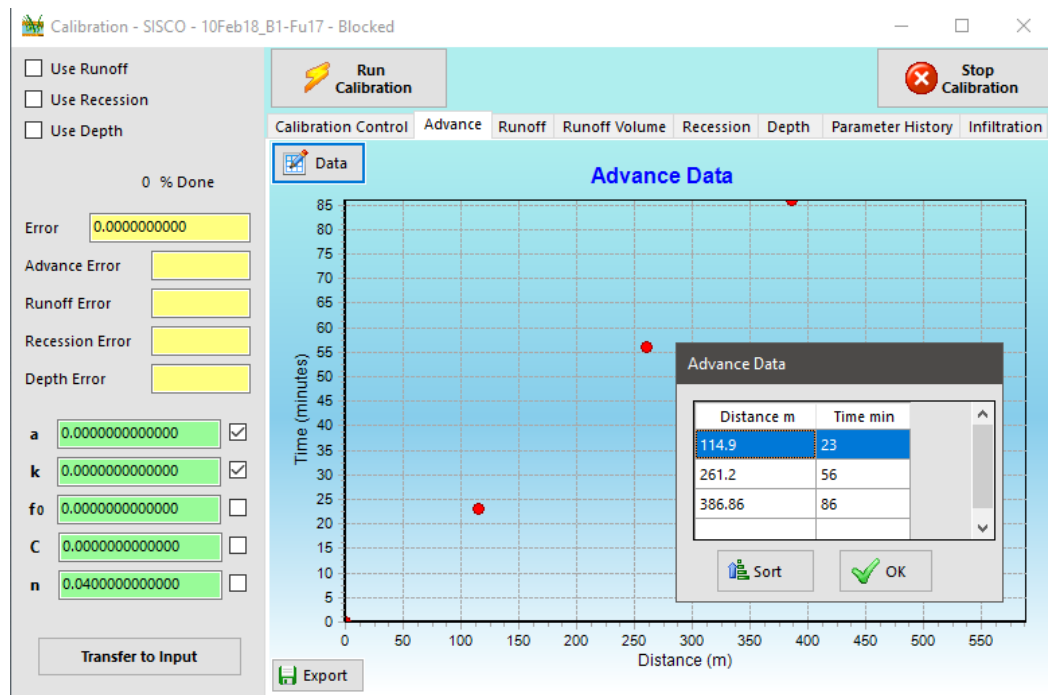 Calibration - SISCO - 10Feb18_B1-Fu17 - Blocked
Use Runoff
Use Recession
Use Depth
0 % Done
Error 0.0000000000
Advance Error
Runoff Error
Recession Error
Depth Error
a 0.0000000000000
k 0.0000000000000
f0 0.0000000000000
C 0.0000000000000
n 0.0400000000000
Transfer to Input
Run
Calibration
Stop
Calibration
Calibration Control Advance Runoff Runoff Volume Recession Depth Parameter History Infiltration
Data
Advance Data
Time (minutes)
85
80
75
70
65
60
55
50
45
40
35
30
25
20
15
10
5
0
0 50 100 150 200 250 300 350 400 450 500 550
Distance (m)
Export
Advance Data
Distance m Time min
114.9 23
261.2 56
386.86 86
Sort OK